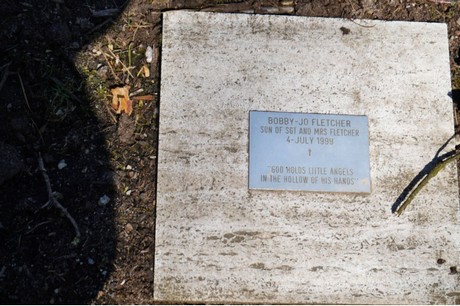 BOBBY-JO FLETCHER
SON OF SGT AND MRS FLETCHER
4-JULY 1999
GOD HOLDS LITTLE ANGELS
IN THE HOLLOW OF HIS HANDS